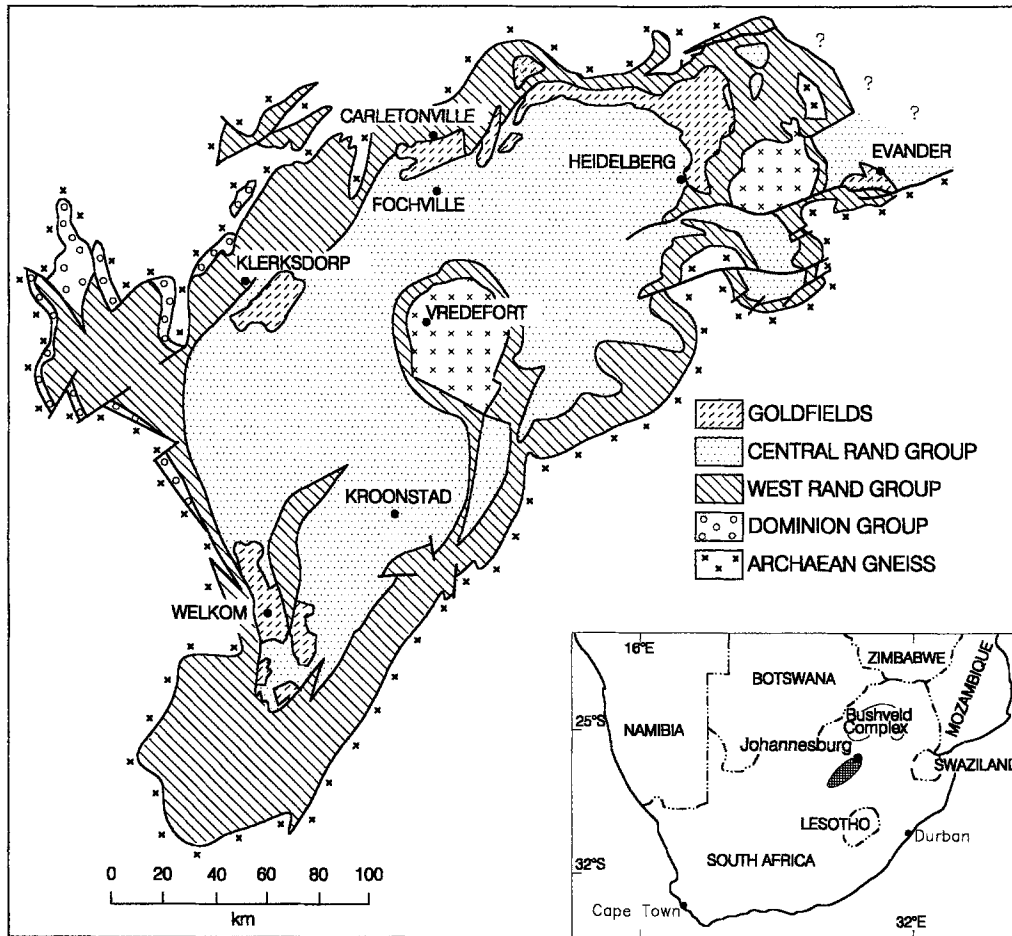 ?
?
?
CARLETONVILLE
HEIDELBERG
EVANDER
FOCHVILLE
KLERKSDORP
VREDEFORT
KROONSTAD
WELKOM
GOLDFIELDS
CENTRAL RAND GROUP
WEST RAND GROUP
DOMINION GROUP
ARCHAEAN GNEISS
0 20 40 60 80 100
km
16°E
ZIMBABWE
BOTSWANA
MOZAMBIQUE
25°S
NAMIBIA
Bushveld
Complex
Johannesburg
SWAZILAND
LESOTHO
Durban
SOUTH AFRICA
32°S
Cape Town
32°E